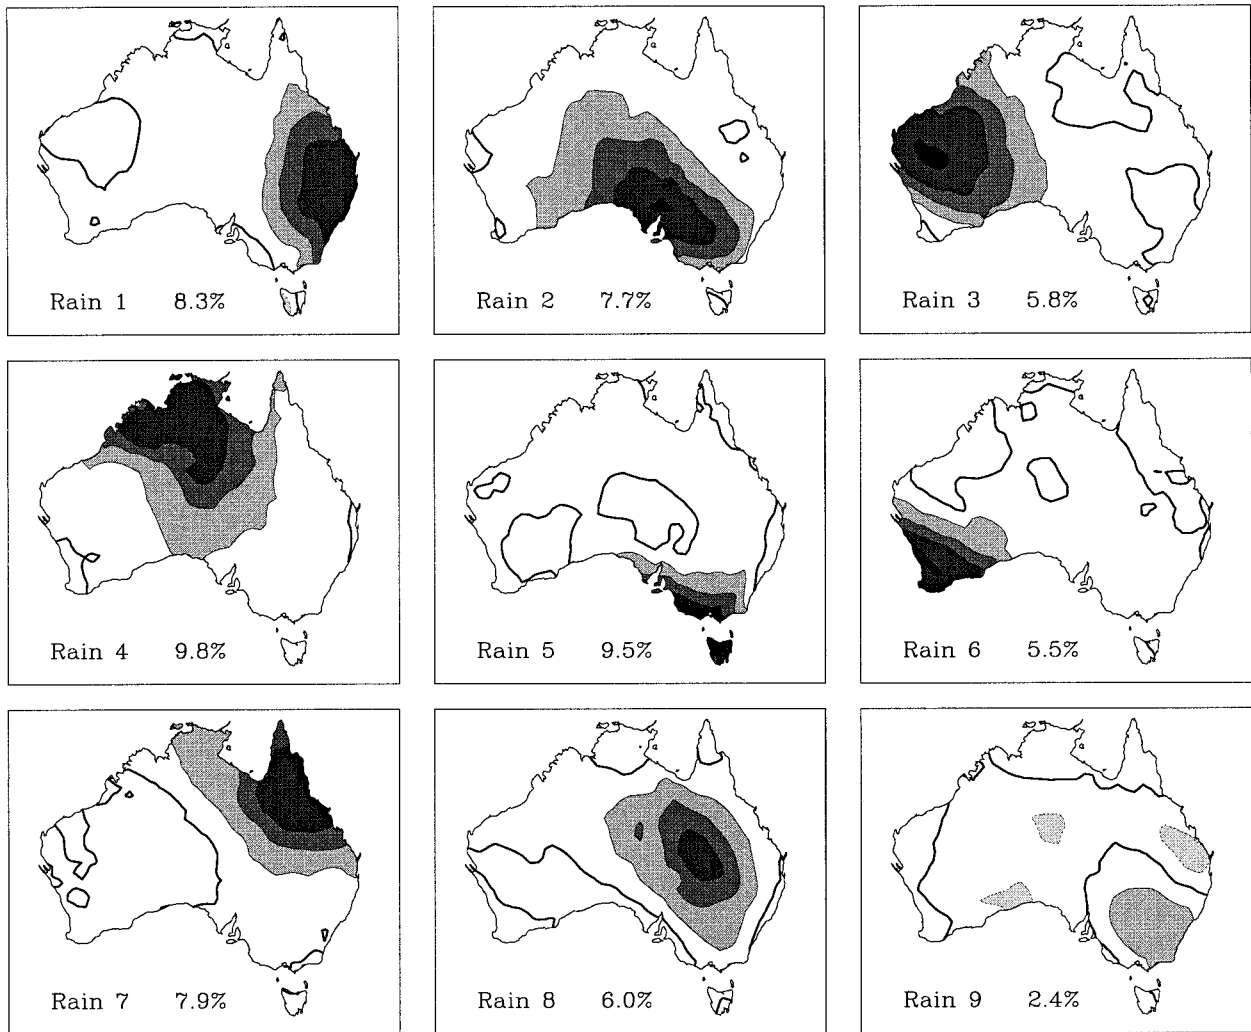 Rain 1 8.3%
Rain 2 7.7%
Rain 3 5.8%
Rain 4 9.8%
Rain 5 9.5%
Rain 6 5.5%
Rain 7 7.9%
Rain 8 6.0%
Rain 9 2.4%